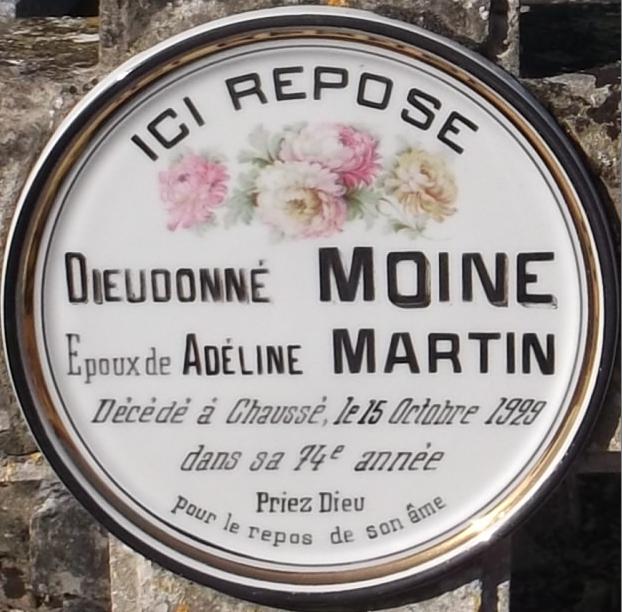 ICI REPOSE
DIEUDONNÉ MOINE
Epoux de ADÉLINE MARTIN
Décédé à Chaussé, le 15 Octobre 1929
dans sa 74e année
Priez Dieu
pour le repos de son âme